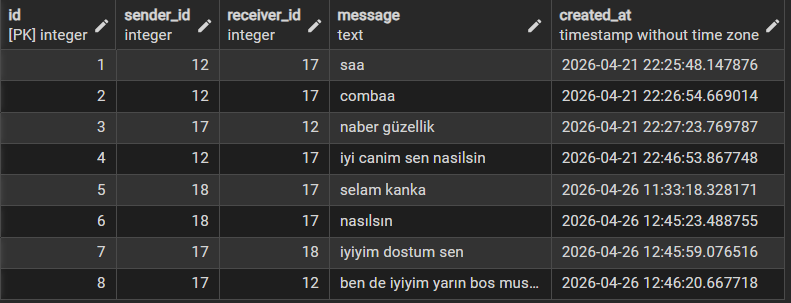 id sender_id receiver_id message created_at
[PK] integer integer integer text timestamp without time zone
1 12 17 saa 2026-04-21 22:25:48.147876
2 12 17 combaa 2026-04-21 22:26:54.669014
3 17 12 naber güzellik 2026-04-21 22:27:23.769787
4 12 17 iyi canim sen nasilsin 2026-04-21 22:46:53.867748
5 18 17 selam kanka 2026-04-26 11:33:18.328171
6 18 17 nasılsın 2026-04-26 12:45:23.488755
7 17 18 iyiyim dostum sen 2026-04-26 12:45:59.076516
8 17 12 ben de iyiyim yarın bos mus… 2026-04-26 12:46:20.667718